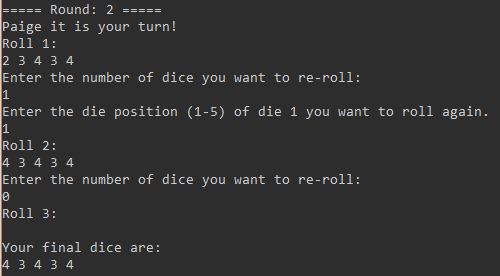 ===== Round: 2 =====
Paige it is your turn!
Roll 1:
2 3 4 3 4
Enter the number of dice you want to re-roll:
1
Enter the die position (1-5) of die 1 you want to roll again.
1
Roll 2:
4 3 4 3 4
Enter the number of dice you want to re-roll:
0
Roll 3:

Your final dice are:
4 3 4 3 4